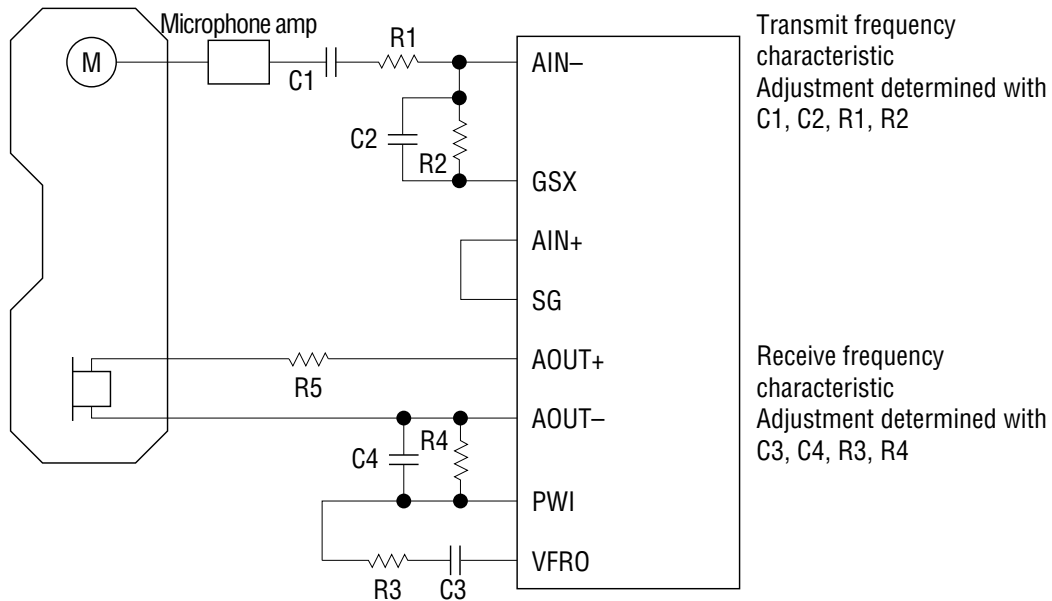 Microphone amp
M
C1
R1
C2
R2
AIN–
GSX
AIN+
SG
AOUT+
AOUT–
PWI
VFRO
R5
C4
R4
R3
C3
Transmit frequency
characteristic
Adjustment determined with
C1, C2, R1, R2
Receive frequency
characteristic
Adjustment determined with
C3, C4, R3, R4